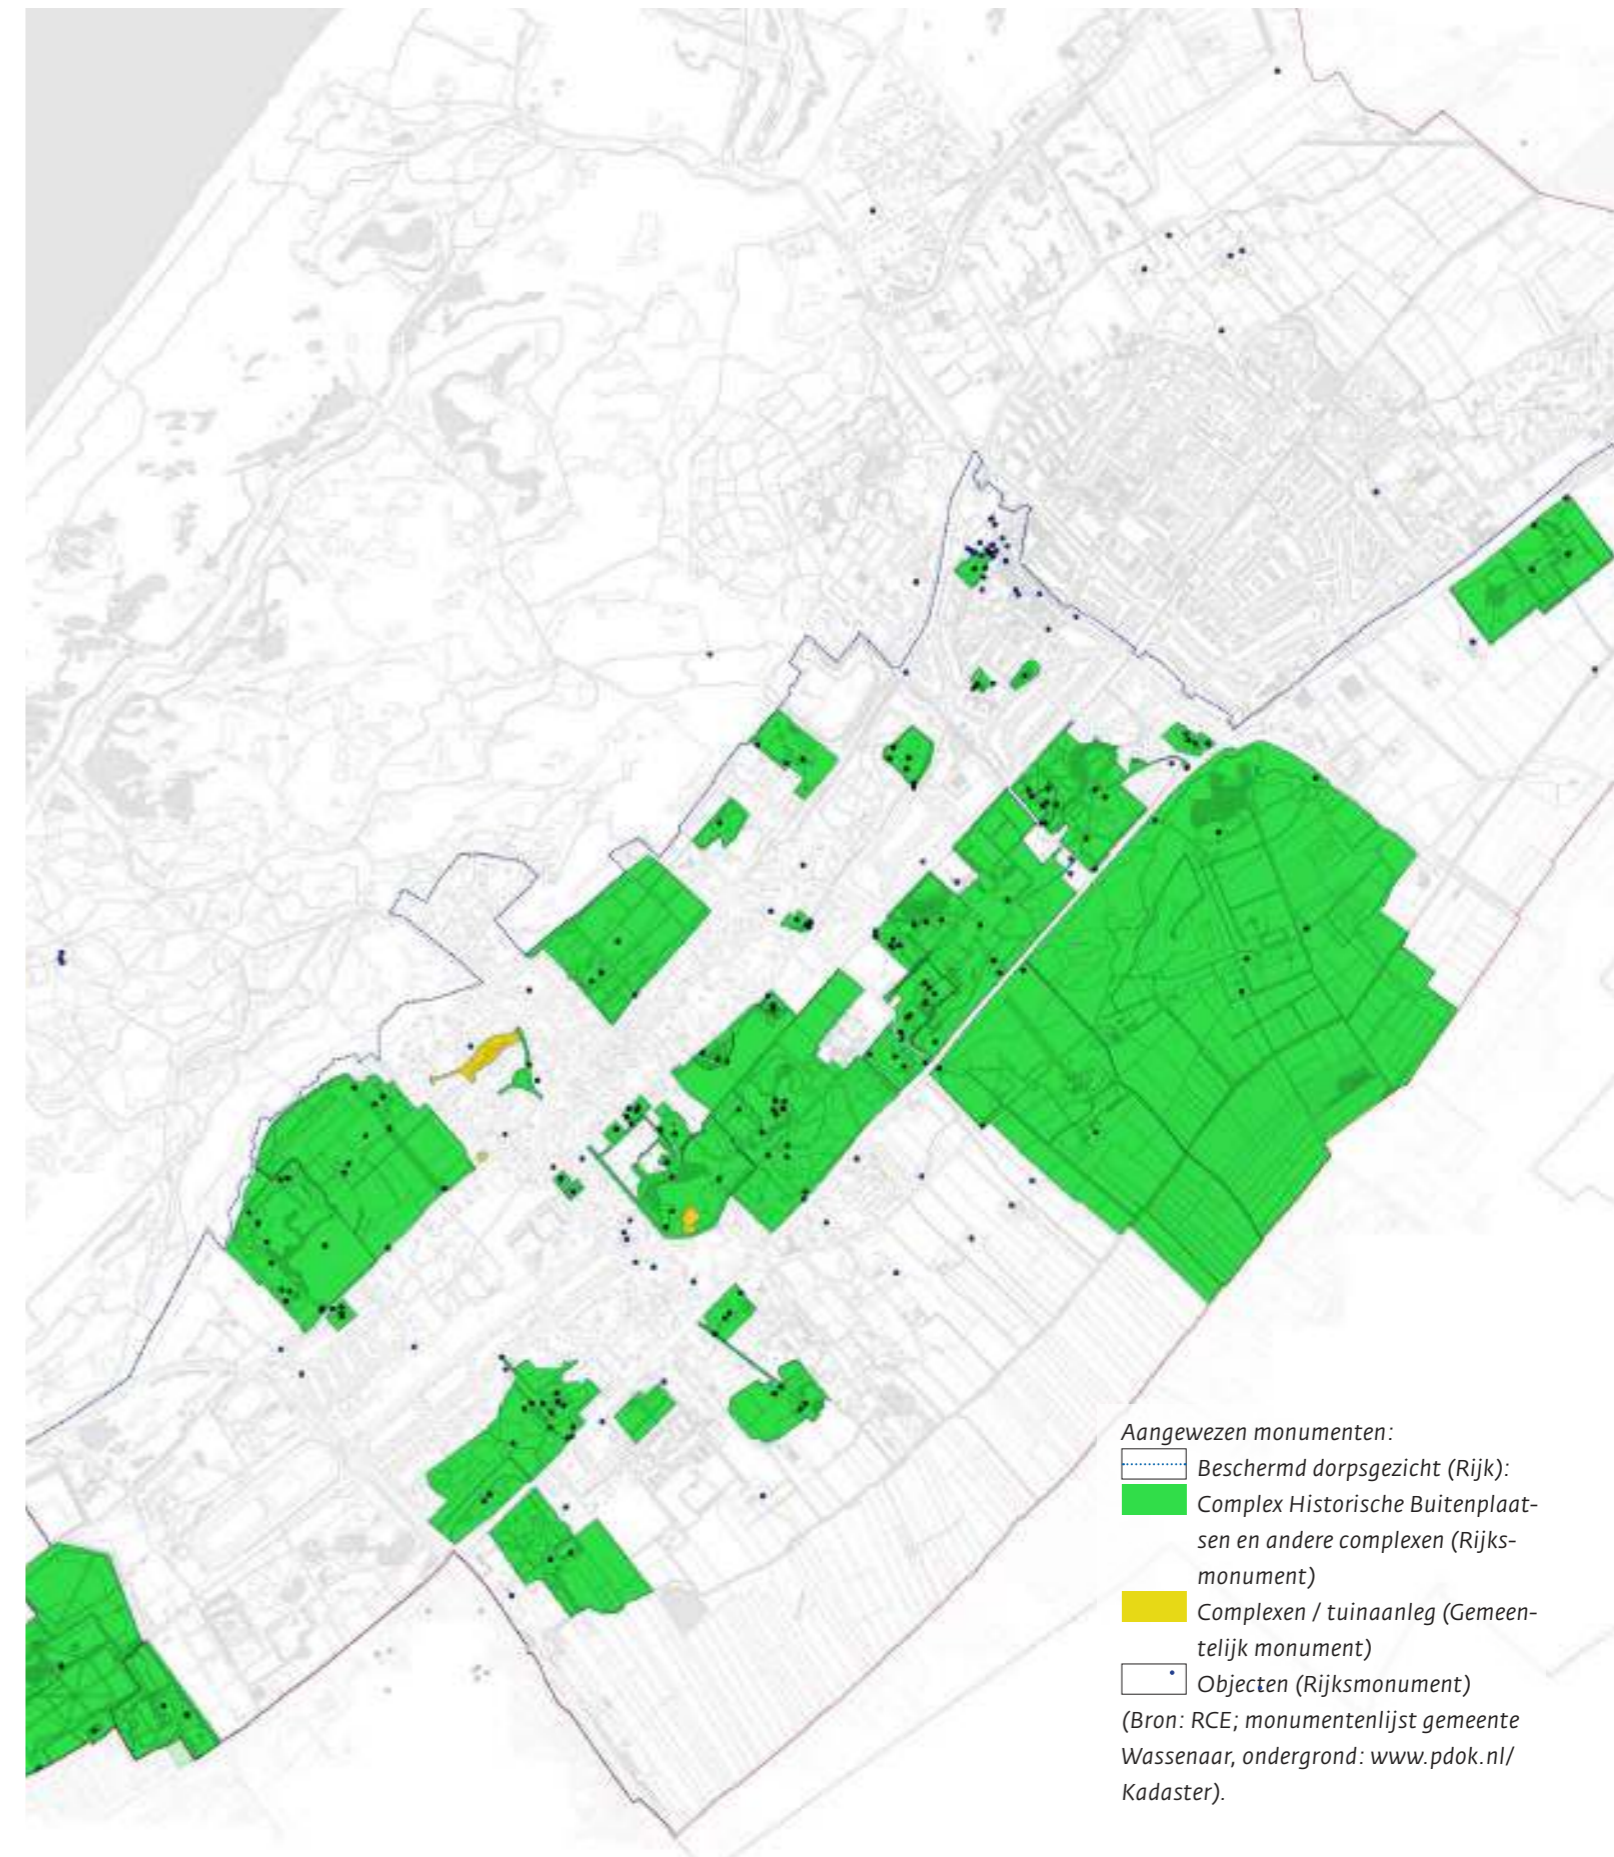 Aangewezen monumenten:
Beschermd dorpsgezicht (Rijk):
Complex Historische Buitenplaat-
sen en andere complexen (Rijks-
monument)
Complexen / tuinaanleg (Gemeen-
telijk monument)
Objecten (Rijksmonument)
(Bron: RCE; monumentenlijst gemeente
Wassenaar, ondergrond: www.pdok.nl/
Kadaster).